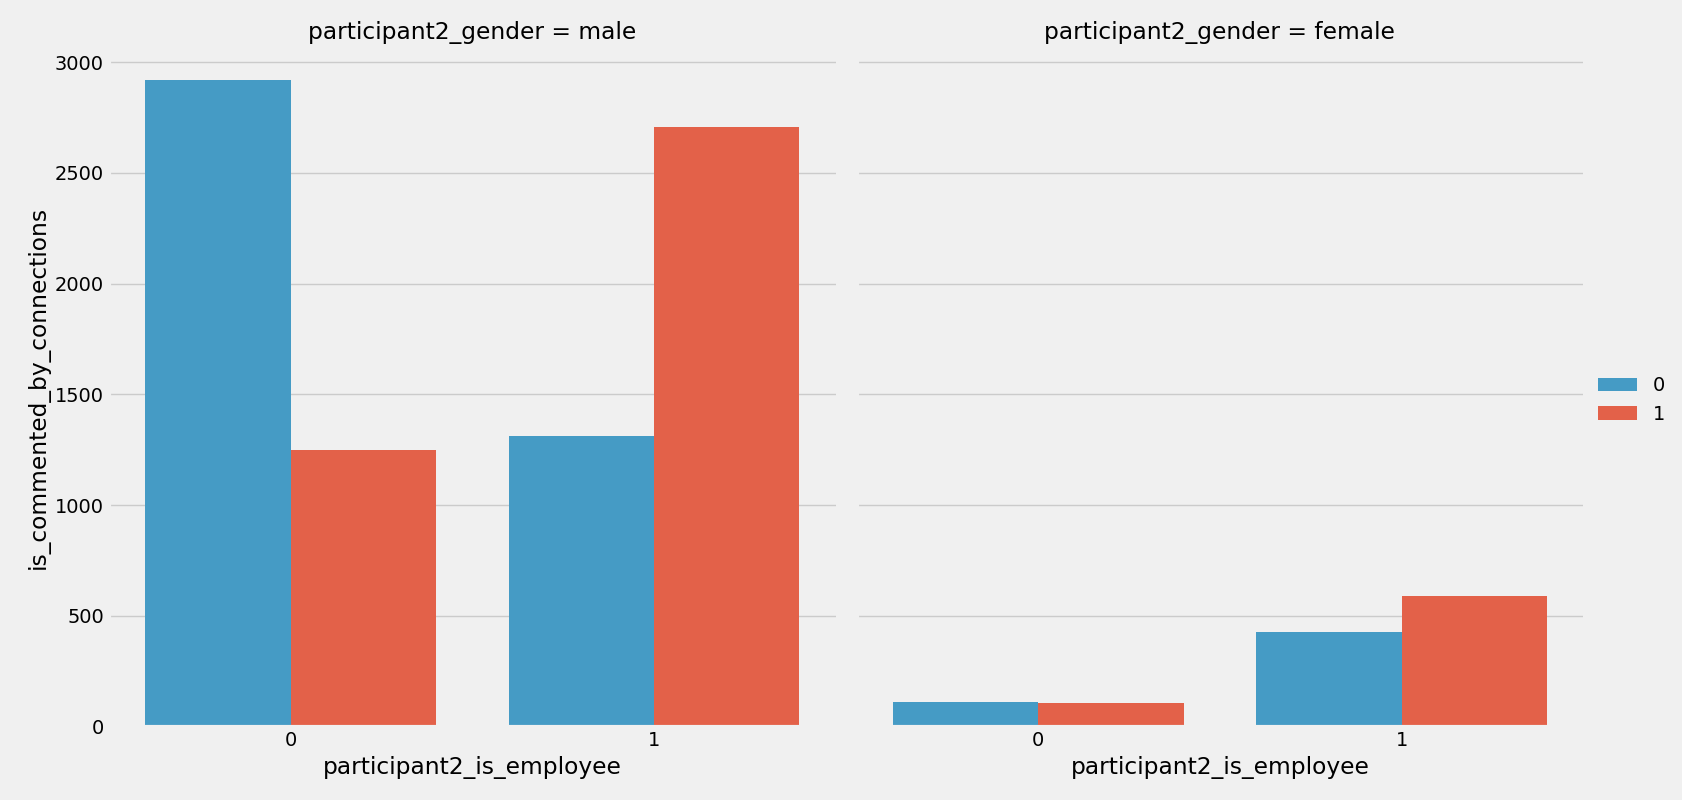 participant2_gender = male
participant2_gender = female
is_commented_by_connections
3000
2500
2000
1500
1000
500
0
0 1
0 1
participant2_is_employee
participant2_is_employee
0
1